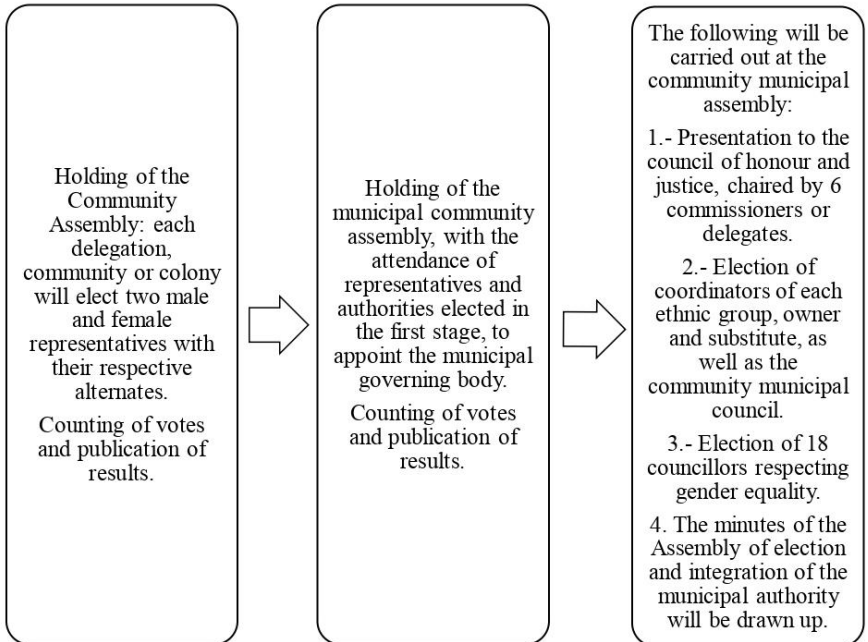 Holding of the
Community
Assembly: each
delegation,
community or colony
will elect two male
and female
representatives with
their respective
alternates.
Counting of votes
and publication of
results.
Holding of the
municipal community
assembly, with the
attendance of
representatives and
authorities elected in
the first stage, to
appoint the municipal
governing body.
Counting of votes
and publication of
results.
The following will be
carried out at the
community municipal
assembly:
1.- Presentation to the
council of honour and
justice, chaired by 6
commissioners or
delegates.
2.- Election of
coordinators of each
ethnic group, owner
and substitute, as
well as the
community municipal
council.
3.- Election of 18
councillors respecting
gender equality.
4. The minutes of the
Assembly of election
and integration of the
municipal authority
will be drawn up.